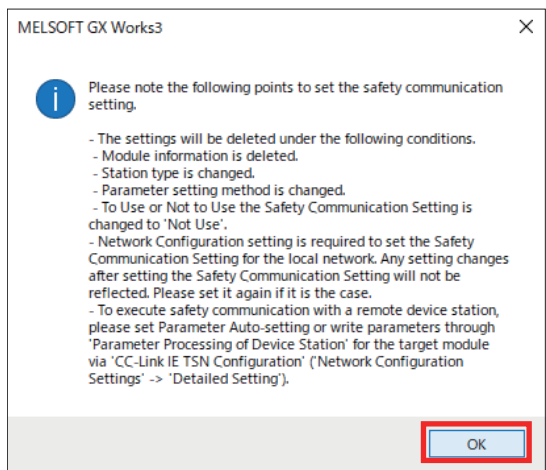 MELSOFT GX Works3
Please note the following points to set the safety communication
setting.
- The settings will be deleted under the following conditions.
- Module information is deleted.
- Station type is changed.
- Parameter setting method is changed.
- To Use or Not to Use the Safety Communication Setting is
changed to 'Not Use'.
- Network Configuration setting is required to set the Safety
Communication Setting for the local network. Any setting changes
after setting the Safety Communication Setting will not be
reflected. Please set it again if it is the case.
- To execute safety communication with a remote device station,
please set Parameter Auto-setting or write parameters through
'Parameter Processing of Device Station' for the target module
via 'CC-Link IE TSN Configuration' ('Network Configuration
Settings' -> 'Detailed Setting').
OK